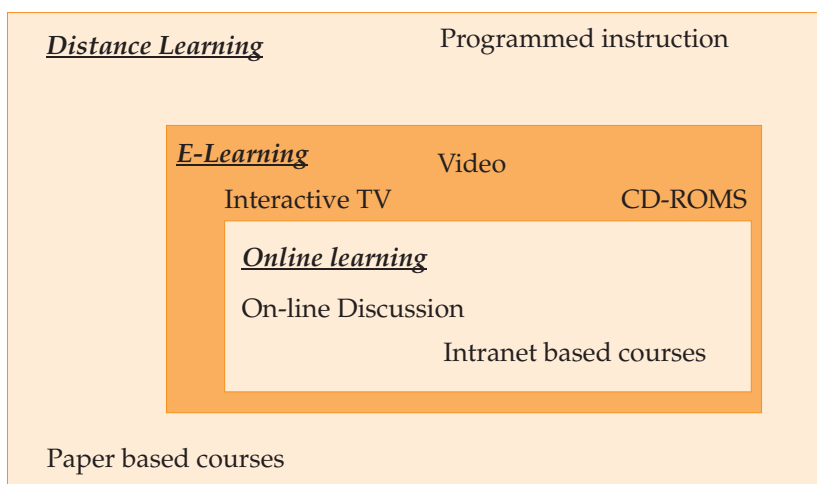 Distance Learning
Programmed instruction
E-Learning
Video
Interactive TV
CD-ROMS
Online learning
On-line Discussion
Intranet based courses
Paper based courses